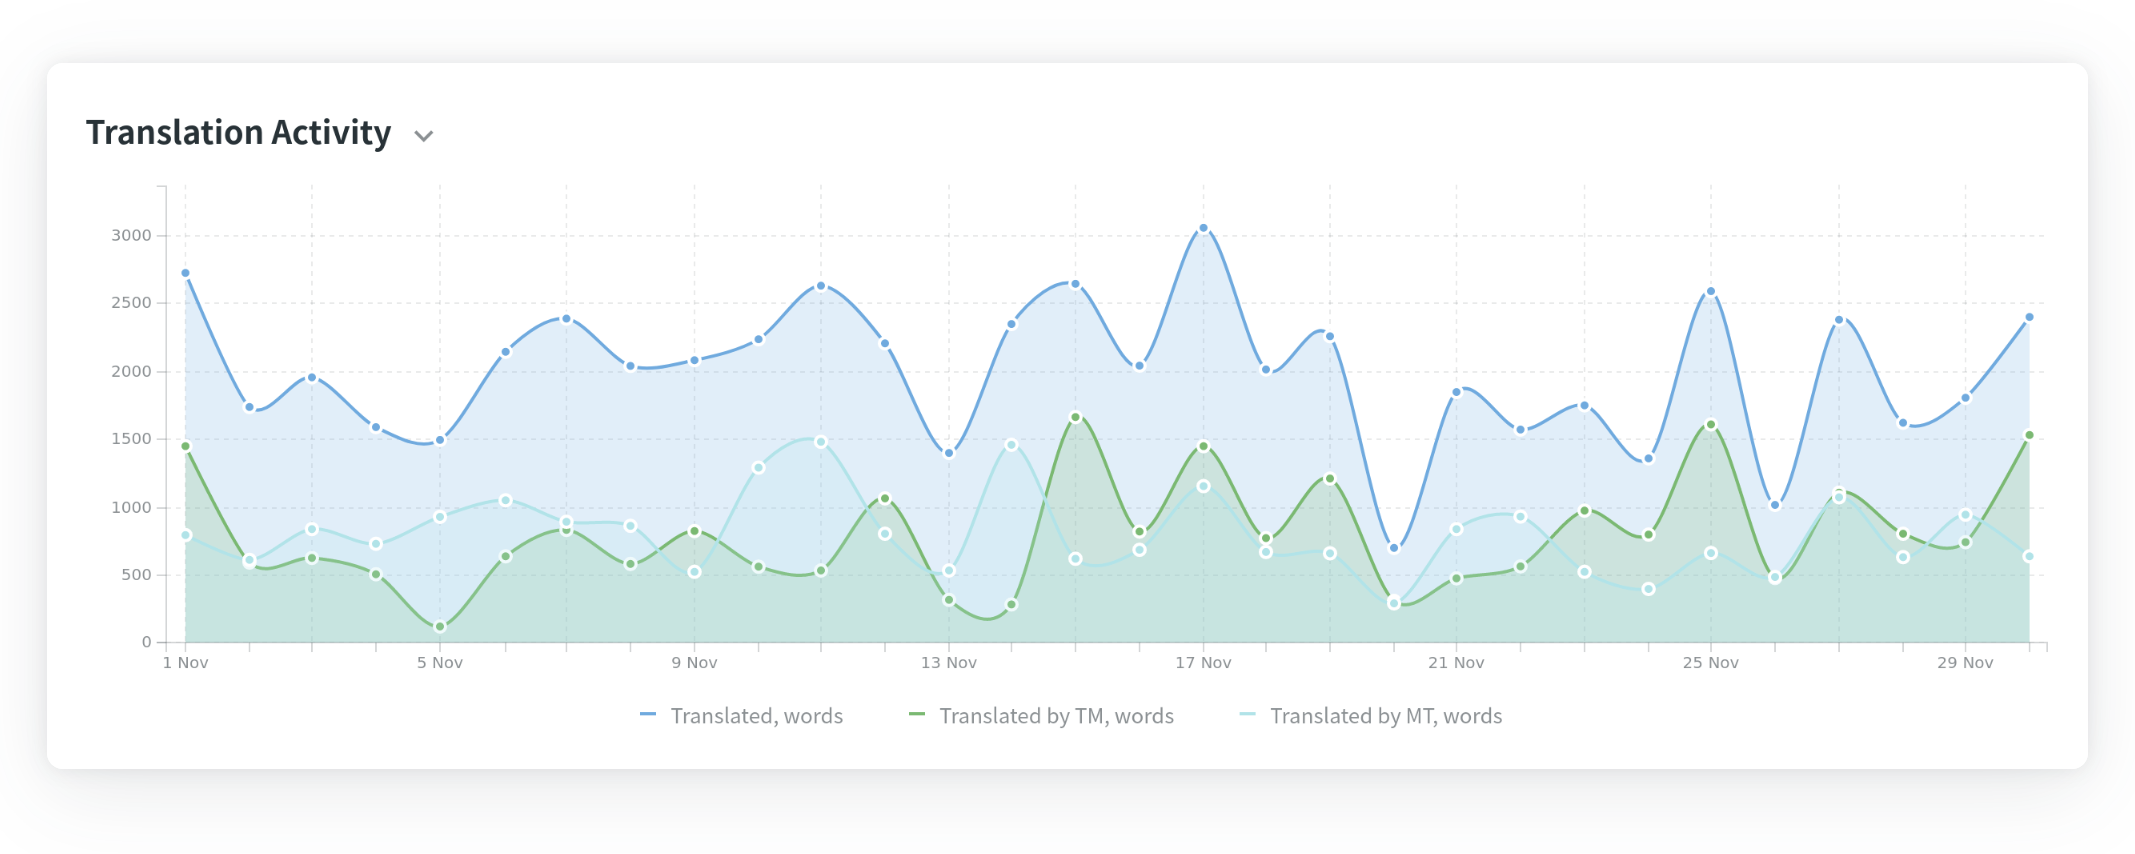 Translation Activity
3000
2500
2000
1500
1000
500
0
1 Nov 5 Nov 9 Nov 13 Nov 17 Nov 21 Nov 25 Nov 29 Nov
Translated, words Translated by TM, words Translated by MT, words